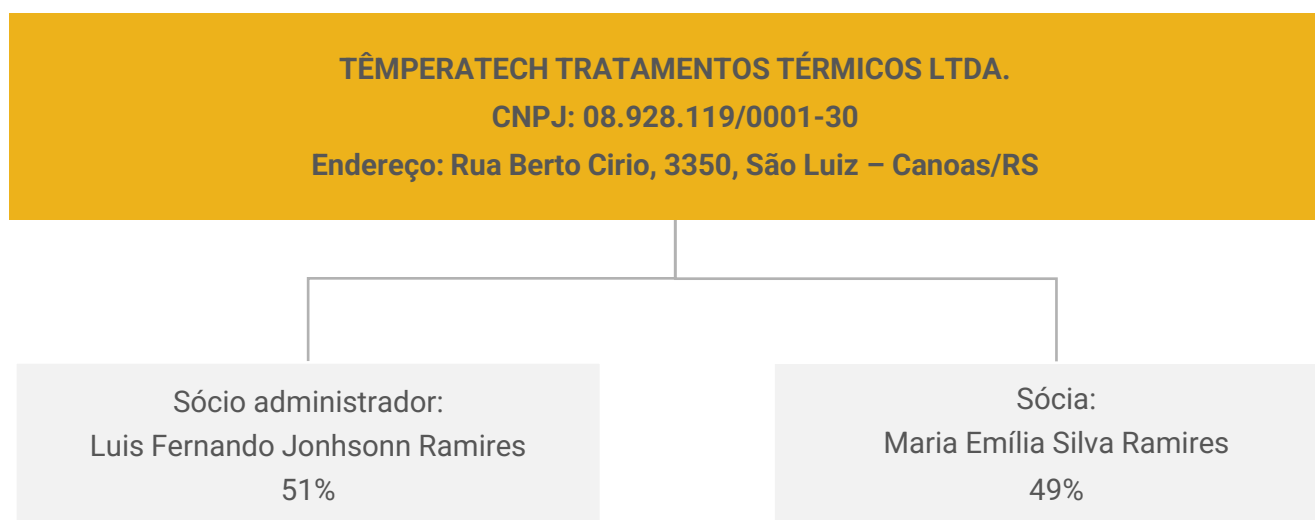 TÊMPERATECH TRATAMENTOS TÉRMICOS LTDA.
CNPJ: 08.928.119/0001-30
Endereço: Rua Berto Cirio, 3350, São Luiz – Canoas/RS
Sócio administrador:
Luis Fernando Jonhsonn Ramires
51%
Sócia:
Maria Emília Silva Ramires
49%